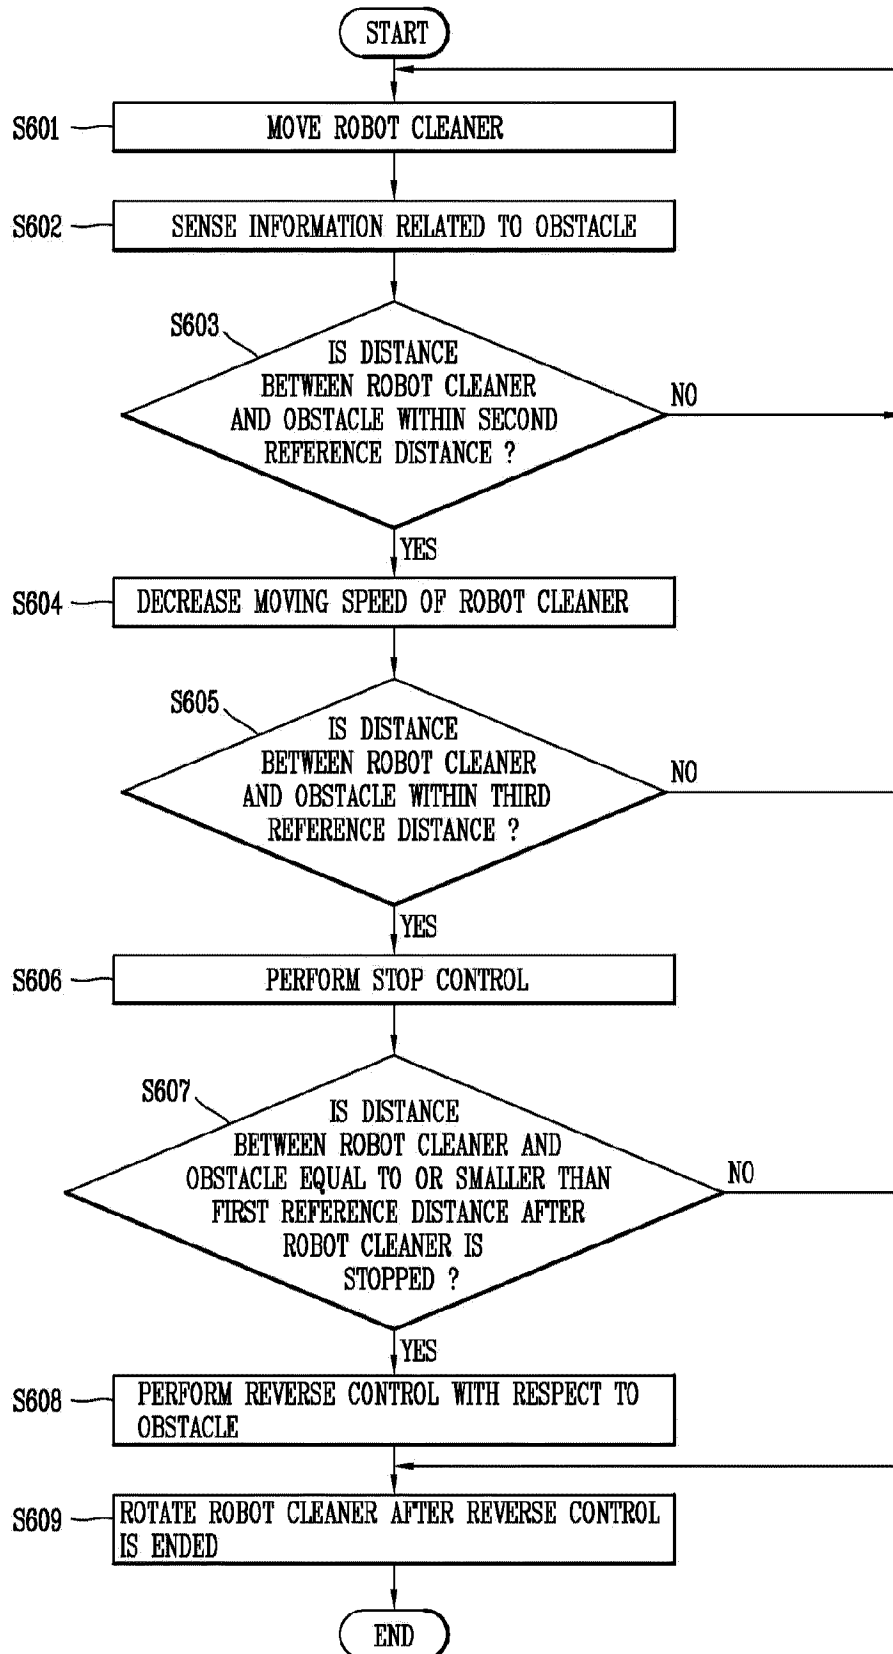 START
S601
MOVE ROBOT CLEANER
S602
SENSE INFORMATION RELATED TO OBSTACLE
S603
IS DISTANCE
BETWEEN ROBOT CLEANER
AND OBSTACLE WITHIN SECOND
REFERENCE DISTANCE ?
NO
YES
S604
DECREASE MOVING SPEED OF ROBOT CLEANER
S605
IS DISTANCE
BETWEEN ROBOT CLEANER
AND OBSTACLE WITHIN THIRD
REFERENCE DISTANCE ?
NO
YES
S606
PERFORM STOP CONTROL
S607
IS DISTANCE
BETWEEN ROBOT CLEANER AND
OBSTACLE EQUAL TO OR SMALLER THAN
FIRST REFERENCE DISTANCE AFTER
ROBOT CLEANER IS
STOPPED ?
NO
YES
S608
PERFORM REVERSE CONTROL WITH RESPECT TO
OBSTACLE
S609
ROTATE ROBOT CLEANER AFTER REVERSE CONTROL
IS ENDED
END